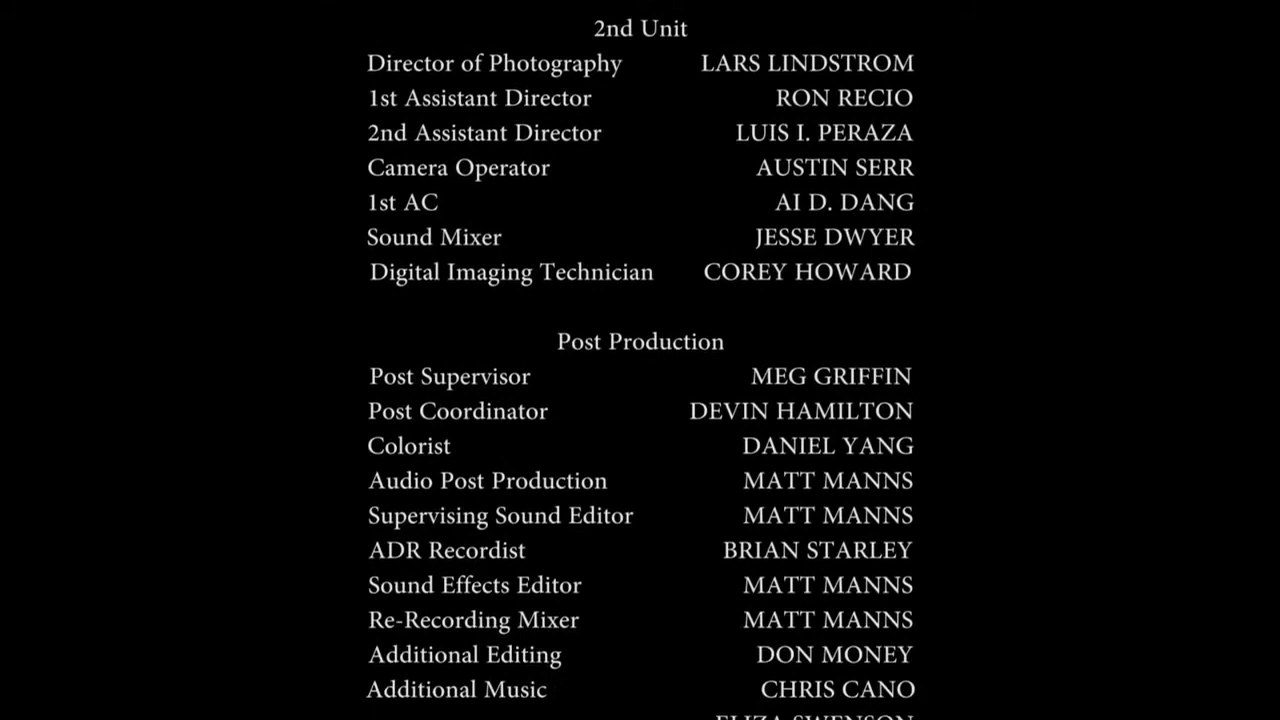 2nd Unit
Director of Photography LARS LINDSTROM
1st Assistant Director RON RECIO
2nd Assistant Director LUIS I. PERAZA
Camera Operator AUSTIN SERR
1st AC AI D. DANG
Sound Mixer JESSE DWYER
Digital Imaging Technician COREY HOWARD
Post Production
Post Supervisor MEG GRIFFIN
Post Coordinator DEVIN HAMILTON
Colorist DANIEL YANG
Audio Post Production MATT MANNS
Supervising Sound Editor MATT MANNS
ADR Recordist BRIAN STARLEY
Sound Effects Editor MATT MANNS
Re-Recording Mixer MATT MANNS
Additional Editing DON MONEY
Additional Music CHRIS CANO
ELIZA SWENSON